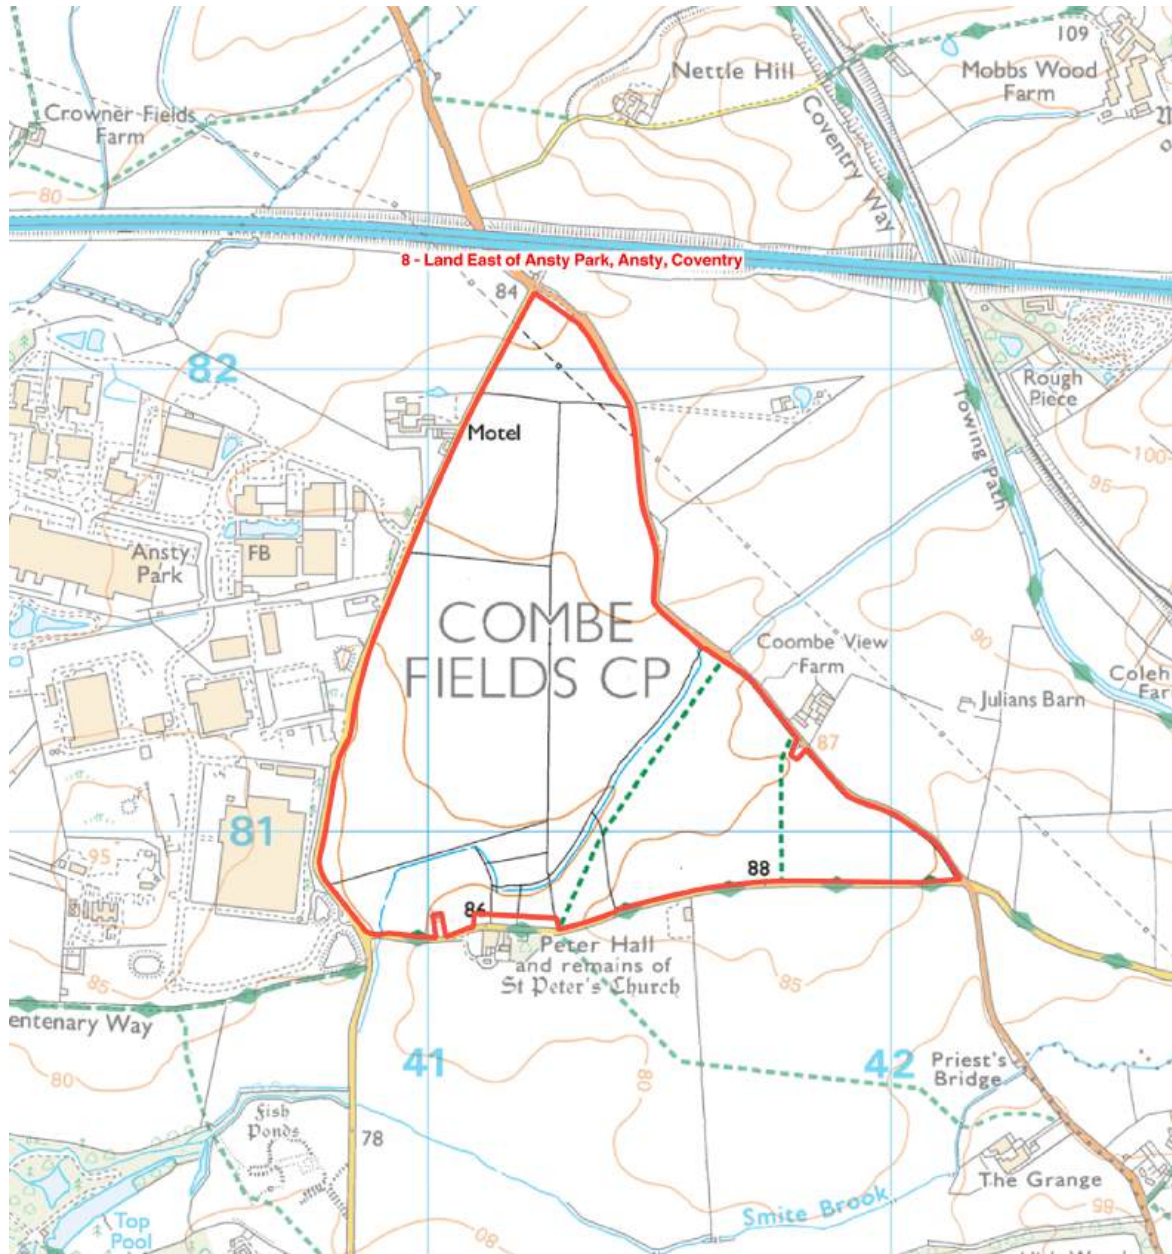 109
Nettle Hill
Mobbs Wood
Farm
Crowner Fields
Farm
Coventry Way
80
8 - Land East of Ansty Park, Ansty, Coventry
84
82
Rough
Piece
Motel
Towing Path
100
95
Ansty
Park
FB
COMBE
FIELDS CP
90
Coombe View
Farm
Coleh
Far
Julians Barn
87
81
95
88
86
Peter Hall
and remains of
St Peter's Church
85
85
entenary Way
41
42
Priest's
Bridge
80
80
Fish
Ponds
78
The Grange
85
Smite Brook
Top
Pool
80